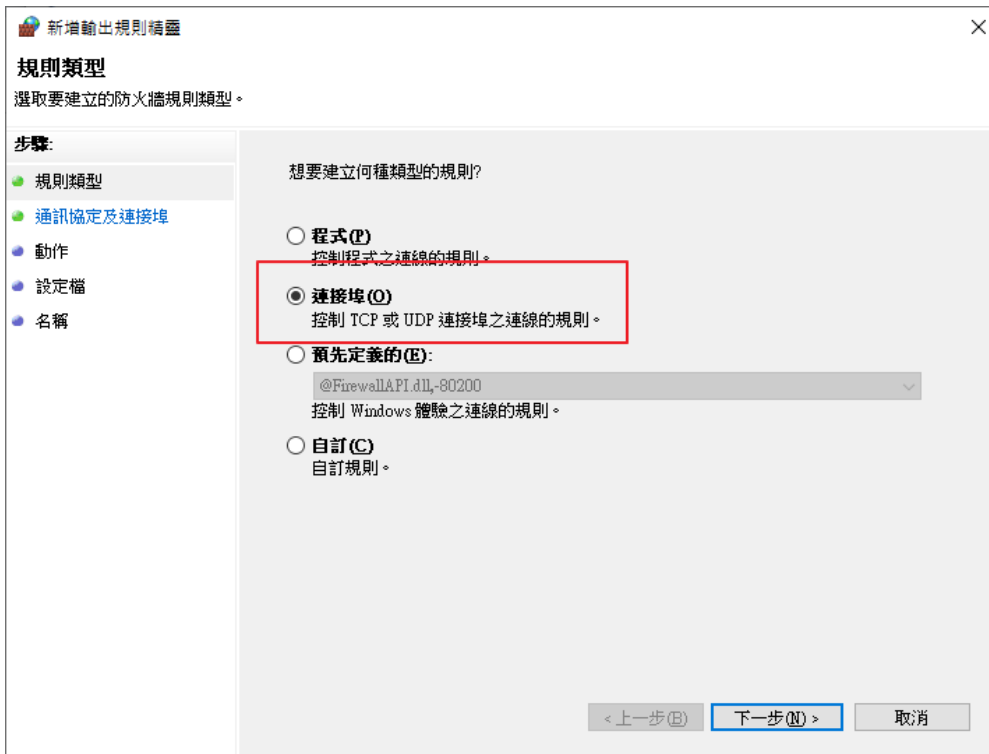 新增輸出規則精靈
規則類型
選取要建立的防火牆規則類型。
步驟:
規則類型
通訊協定及連接埠
動作
設定檔
名稱
想要建立何種類型的規則?
程式(P)
控制程式之連線的規則。
連接埠(O)
控制 TCP 或 UDP 連接埠之連線的規則。
預先定義的(E):
@FirewallAPI.dll,-80200
控制 Windows 體驗之連線的規則。
自訂(C)
自訂規則。
<上一步(B)
下一步(N) >
取消